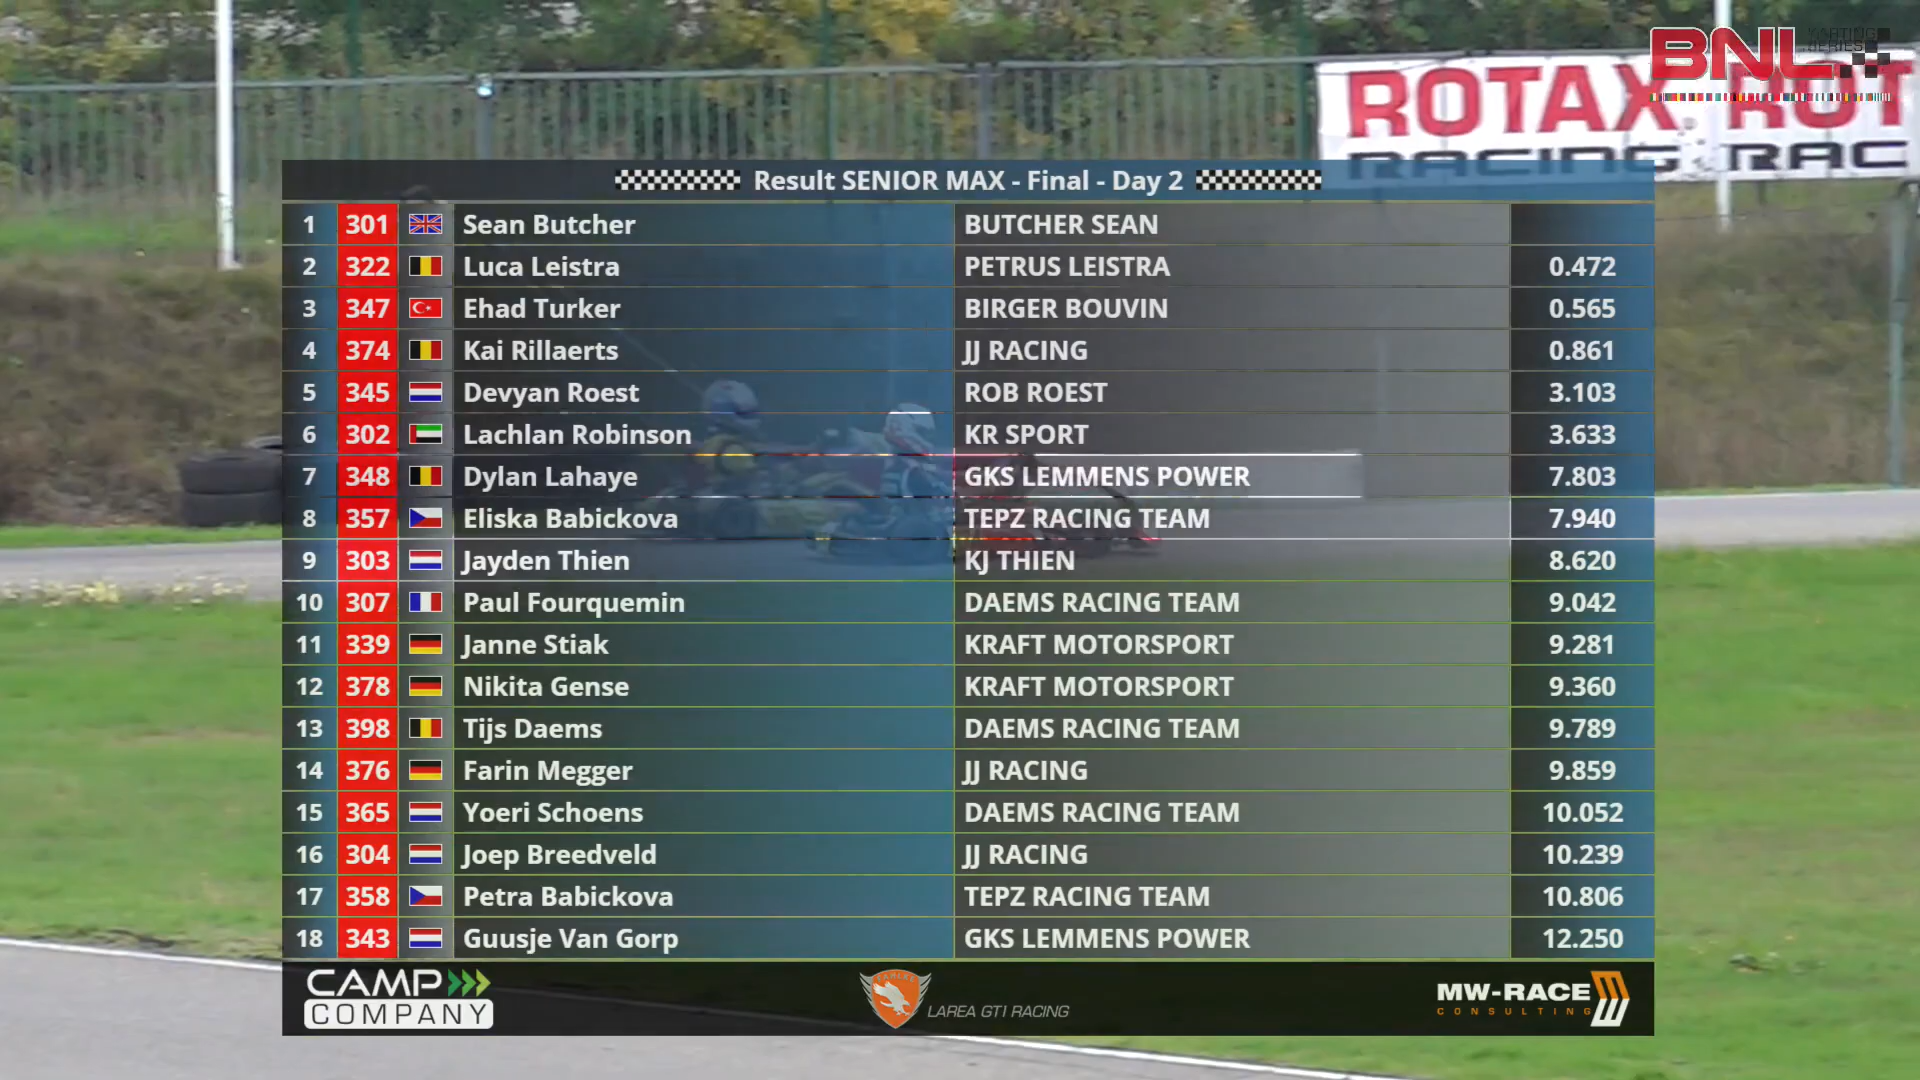 BNL KARTING SERIES
ROTAX
RACING RAC
Result SENIOR MAX - Final - Day 2
1 301 Sean Butcher BUTCHER SEAN
2 322 Luca Leistra PETRUS LEISTRA 0.472
3 347 Ehad Turker BIRGER BOUVIN 0.565
4 374 Kai Rillaerts JJ RACING 0.861
5 345 Devyan Roest ROB ROEST 3.103
6 302 Lachlan Robinson KR SPORT 3.633
7 348 Dylan Lahaye GKS LEMMENS POWER 7.803
8 357 Eliska Babickova TEPZ RACING TEAM 7.940
9 303 Jayden Thien KJ THIEN 8.620
10 307 Paul Fourquemin DAEMS RACING TEAM 9.042
11 339 Janne Stiak KRAFT MOTORSPORT 9.281
12 378 Nikita Gense KRAFT MOTORSPORT 9.360
13 398 Tijs Daems DAEMS RACING TEAM 9.789
14 376 Farin Megger JJ RACING 9.859
15 365 Yoeri Schoens DAEMS RACING TEAM 10.052
16 304 Joep Breedveld JJ RACING 10.239
17 358 Petra Babickova TEPZ RACING TEAM 10.806
18 343 Guusje Van Gorp GKS LEMMENS POWER 12.250
CAMP COMPANY
LAREA GTI RACING
MW-RACE
CONSULTING